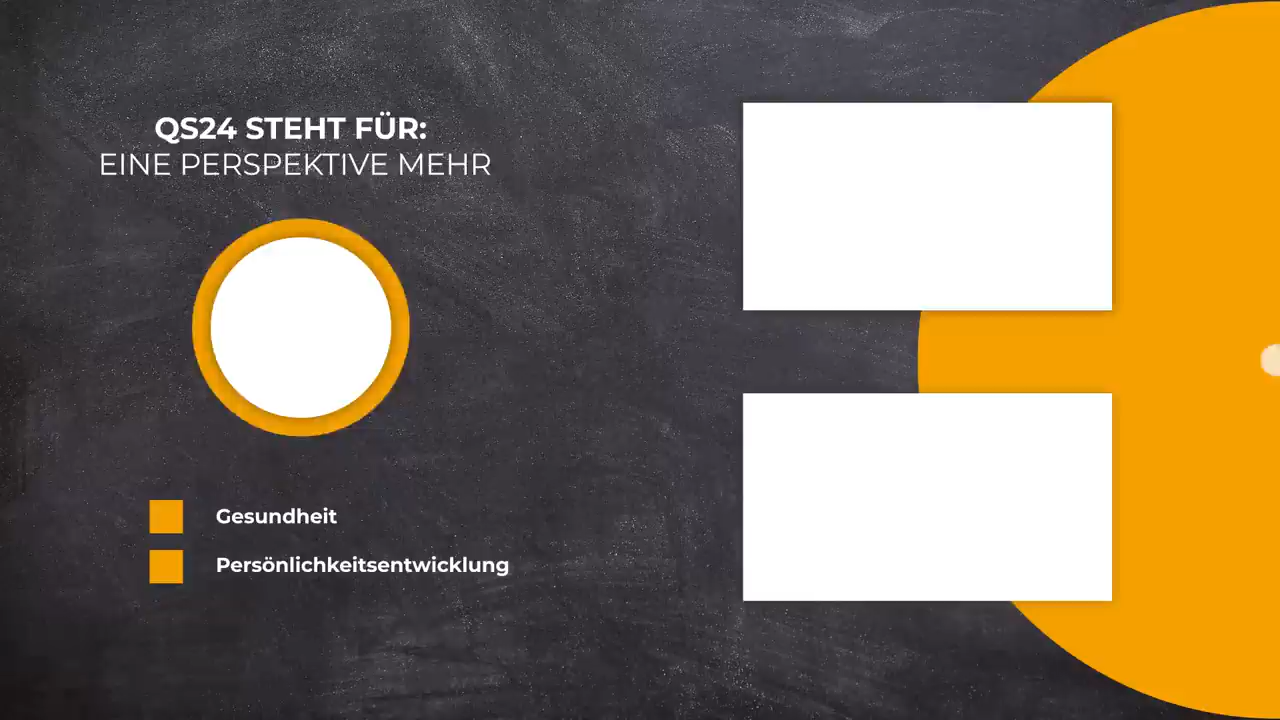 QS24 STEHT FÜR:
EINE PERSPEKTIVE MEHR
Gesundheit
Persönlichkeitsentwicklung